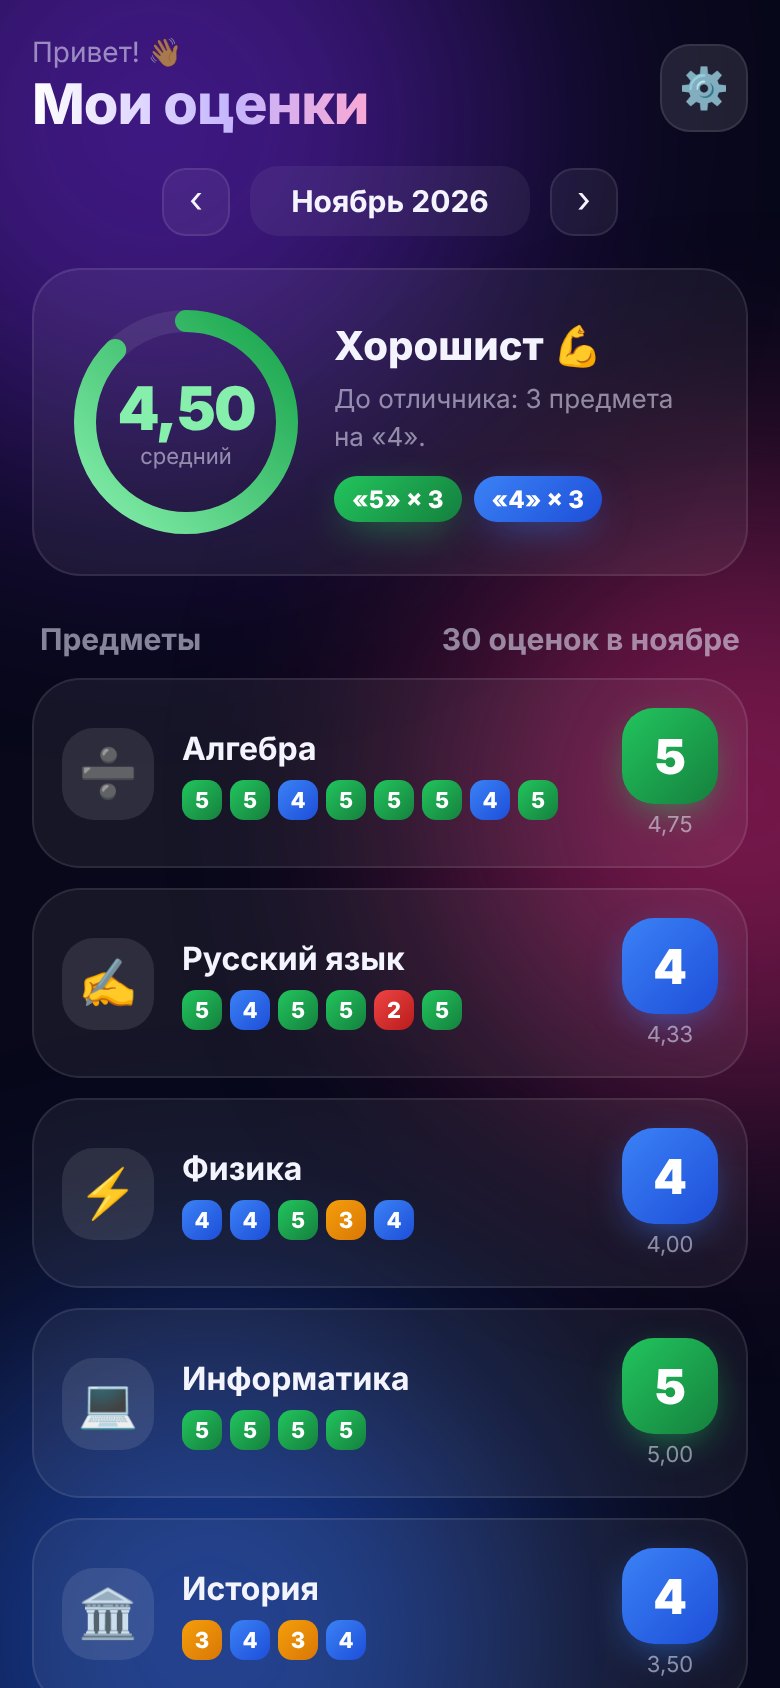 Привет! 👋🏽
Мои оценки
‹ Ноябрь 2026 ›
4,50
средний
Хорошист 💪
До отличника: 3 предмета
на «4».
«5» × 3 «4» × 3
Предметы 30 оценок в ноябре
Алгебра
5 5 4 5 5 5 4 5
5
4,75
Русский язык
5 4 5 5 2 5
4
4,33
Физика
4 4 5 3 4
4
4,00
Информатика
5 5 5 5
5
5,00
История
3 4 3 4
4
3,50